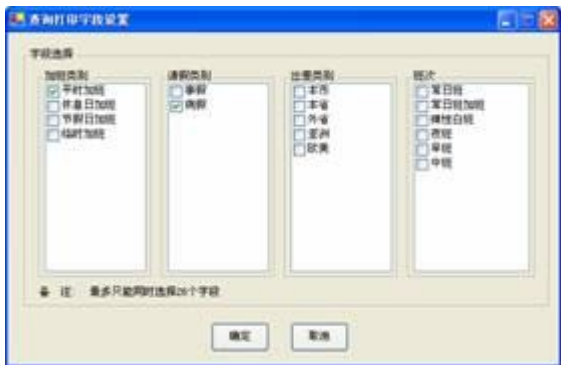 查询打印字段设置
字段选择
加班类别
平时加班
休息日加班
节假日加班
临时加班
请假类别
事假
病假
出差类别
本市
本省
外省
亚洲
欧美
班次
常日班
常日班加班
弹性白班
夜班
早班
中班
备 注: 最多只能同时选择26个字段
确定
取消